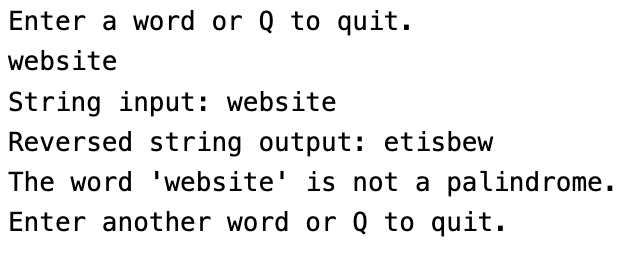 Enter a word or Q to quit.
website
String input: website
Reversed string output: etisbew
The word 'website' is not a palindrome.
Enter another word or Q to quit.